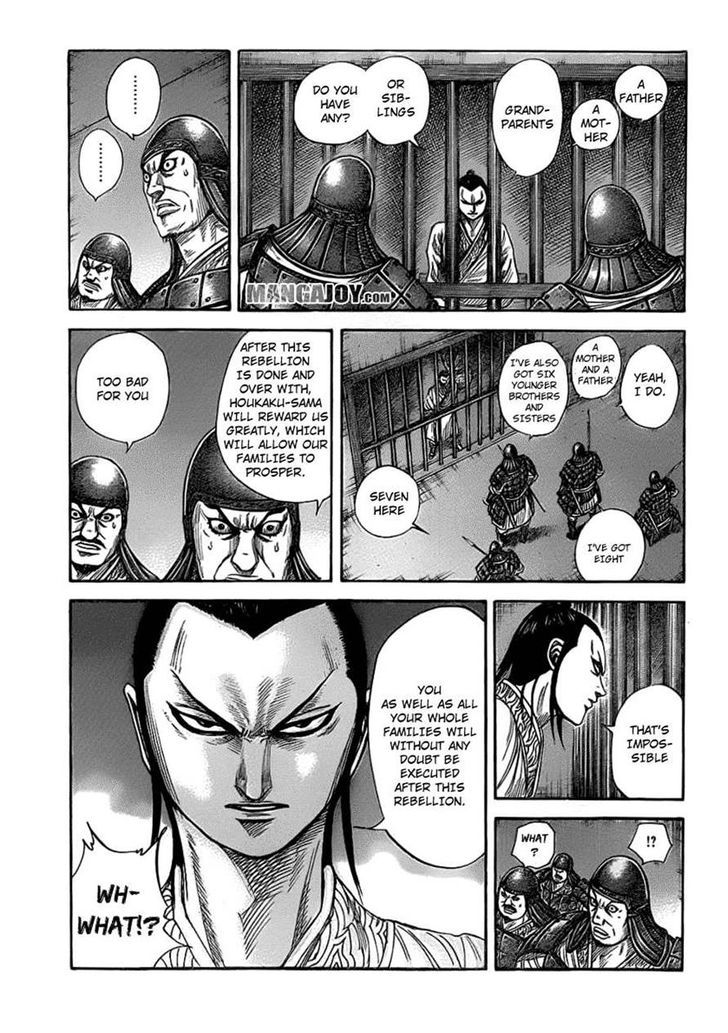 A
FATHER
A
MOT-
HER
GRAND-
PARENTS
OR
SIB-
LINGS
DO YOU
HAVE
ANY?
MANGAJOY.COM
.........
.........
YEAH,
I DO.
A
MOTHER
AND A
FATHER
I'VE ALSO
GOT SIX
YOUNGER
BROTHERS
AND
SISTERS
I'VE GOT
EIGHT
SEVEN
HERE
AFTER THIS
REBELLION
IS DONE AND
OVER WITH,
HOUKAKU-SAMA
WILL REWARD US
GREATLY, WHICH
WILL ALLOW OUR
FAMILIES TO
PROSPER.
TOO BAD
FOR YOU
THAT'S
IMPOS-
SIBLE
YOU
AS WELL AS ALL
YOUR WHOLE
FAMILIES WILL
WITHOUT ANY
DOUBT BE
EXECUTED
AFTER THIS
REBELLION.
!?
WHAT
?
WH-
WHAT!?